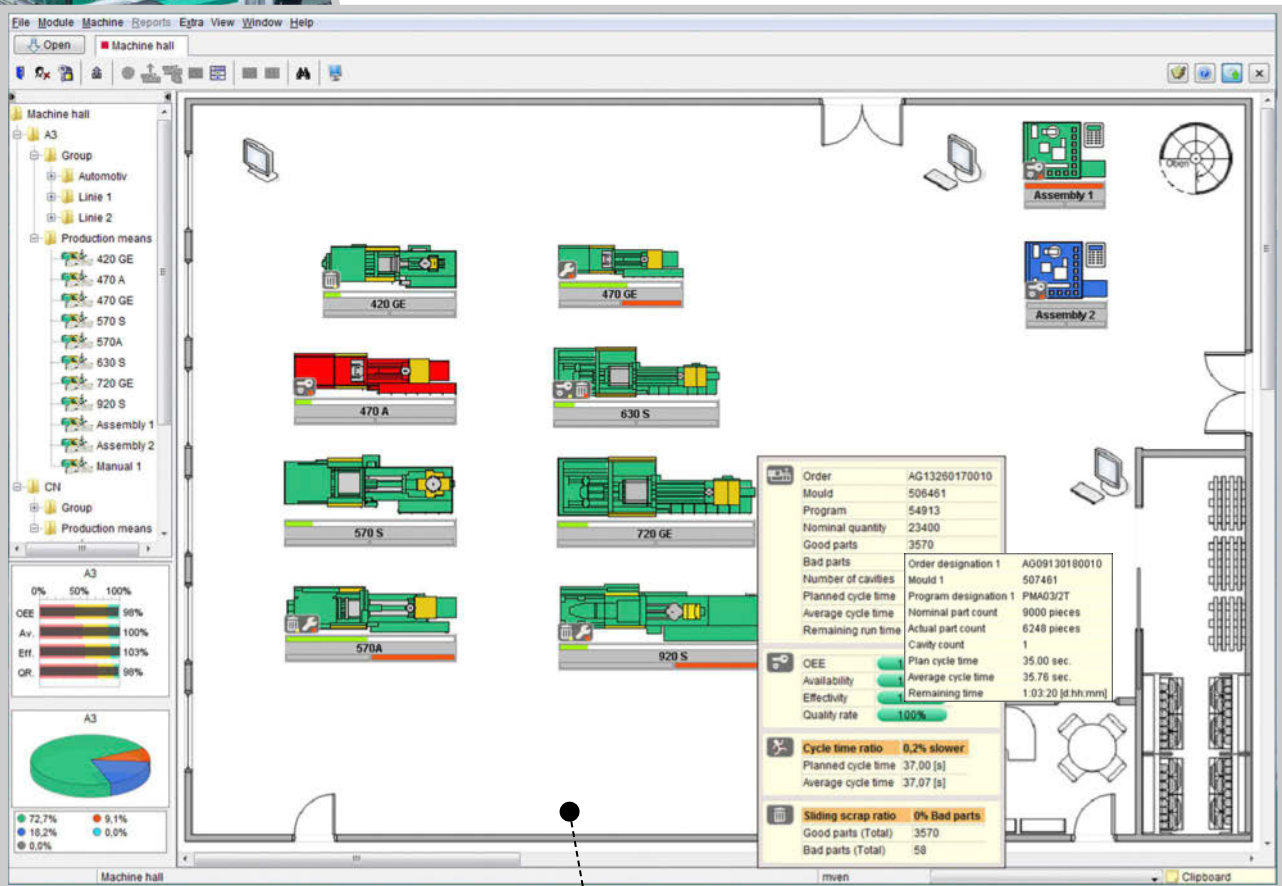 File Module Machine Reports Extra View Window Help
Open Machine hall
Machine hall
A3
Group
Automotiv
Linie 1
Linie 2
Production means
420 GE
470 A
470 GE
570 S
570A
630 S
720 GE
920 S
Assembly 1
Assembly 2
Manual 1
CN
Group
Production means
A3
0% 50% 100%
OEE 98%
Av. 100%
Eff. 103%
QR. 98%
A3
72,7% 9,1%
18,2% 0,0%
0,0%
Oben
Assembly 1
Assembly 2
420 GE
470 GE
470 A
630 S
570 S
720 GE
570A
920 S
Order AG13260170010
Mould 506461
Program 54913
Nominal quantity 23400
Good parts 3570
Bad parts
Number of cavities
Planned cycle time
Average cycle time
Remaining run time
Order designation 1 AG09130180010
Mould 1 507461
Program designation 1 PMA03/2T
Nominal part count 9000 pieces
Actual part count 6248 pieces
Cavity count 1
Plan cycle time 35.00 sec.
Average cycle time 35.76 sec.
Remaining time 1:03:20 [d:hh:mm]
OEE
Availability
Effectivity
Quality rate 100%
Cycle time ratio 0,2% slower
Planned cycle time 37,00 [s]
Average cycle time 37,07 [s]
Sliding scrap ratio 0% Bad parts
Good parts (Total) 3570
Bad parts (Total) 58
Machine hall mven Clipboard